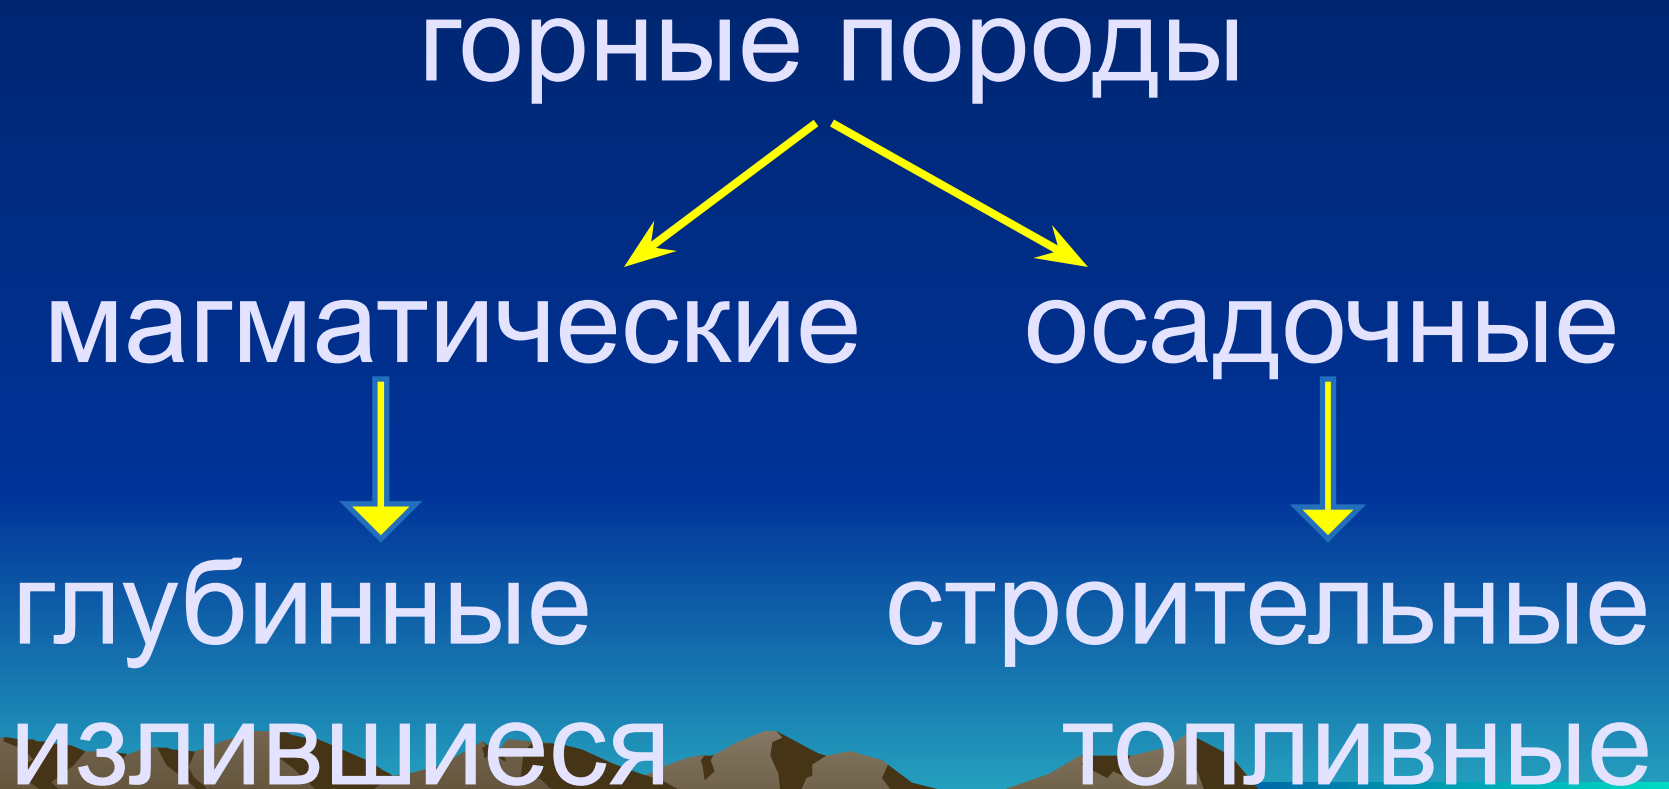 горные породы
магматические осадочные
глубинные строительные
излившиеся топливные